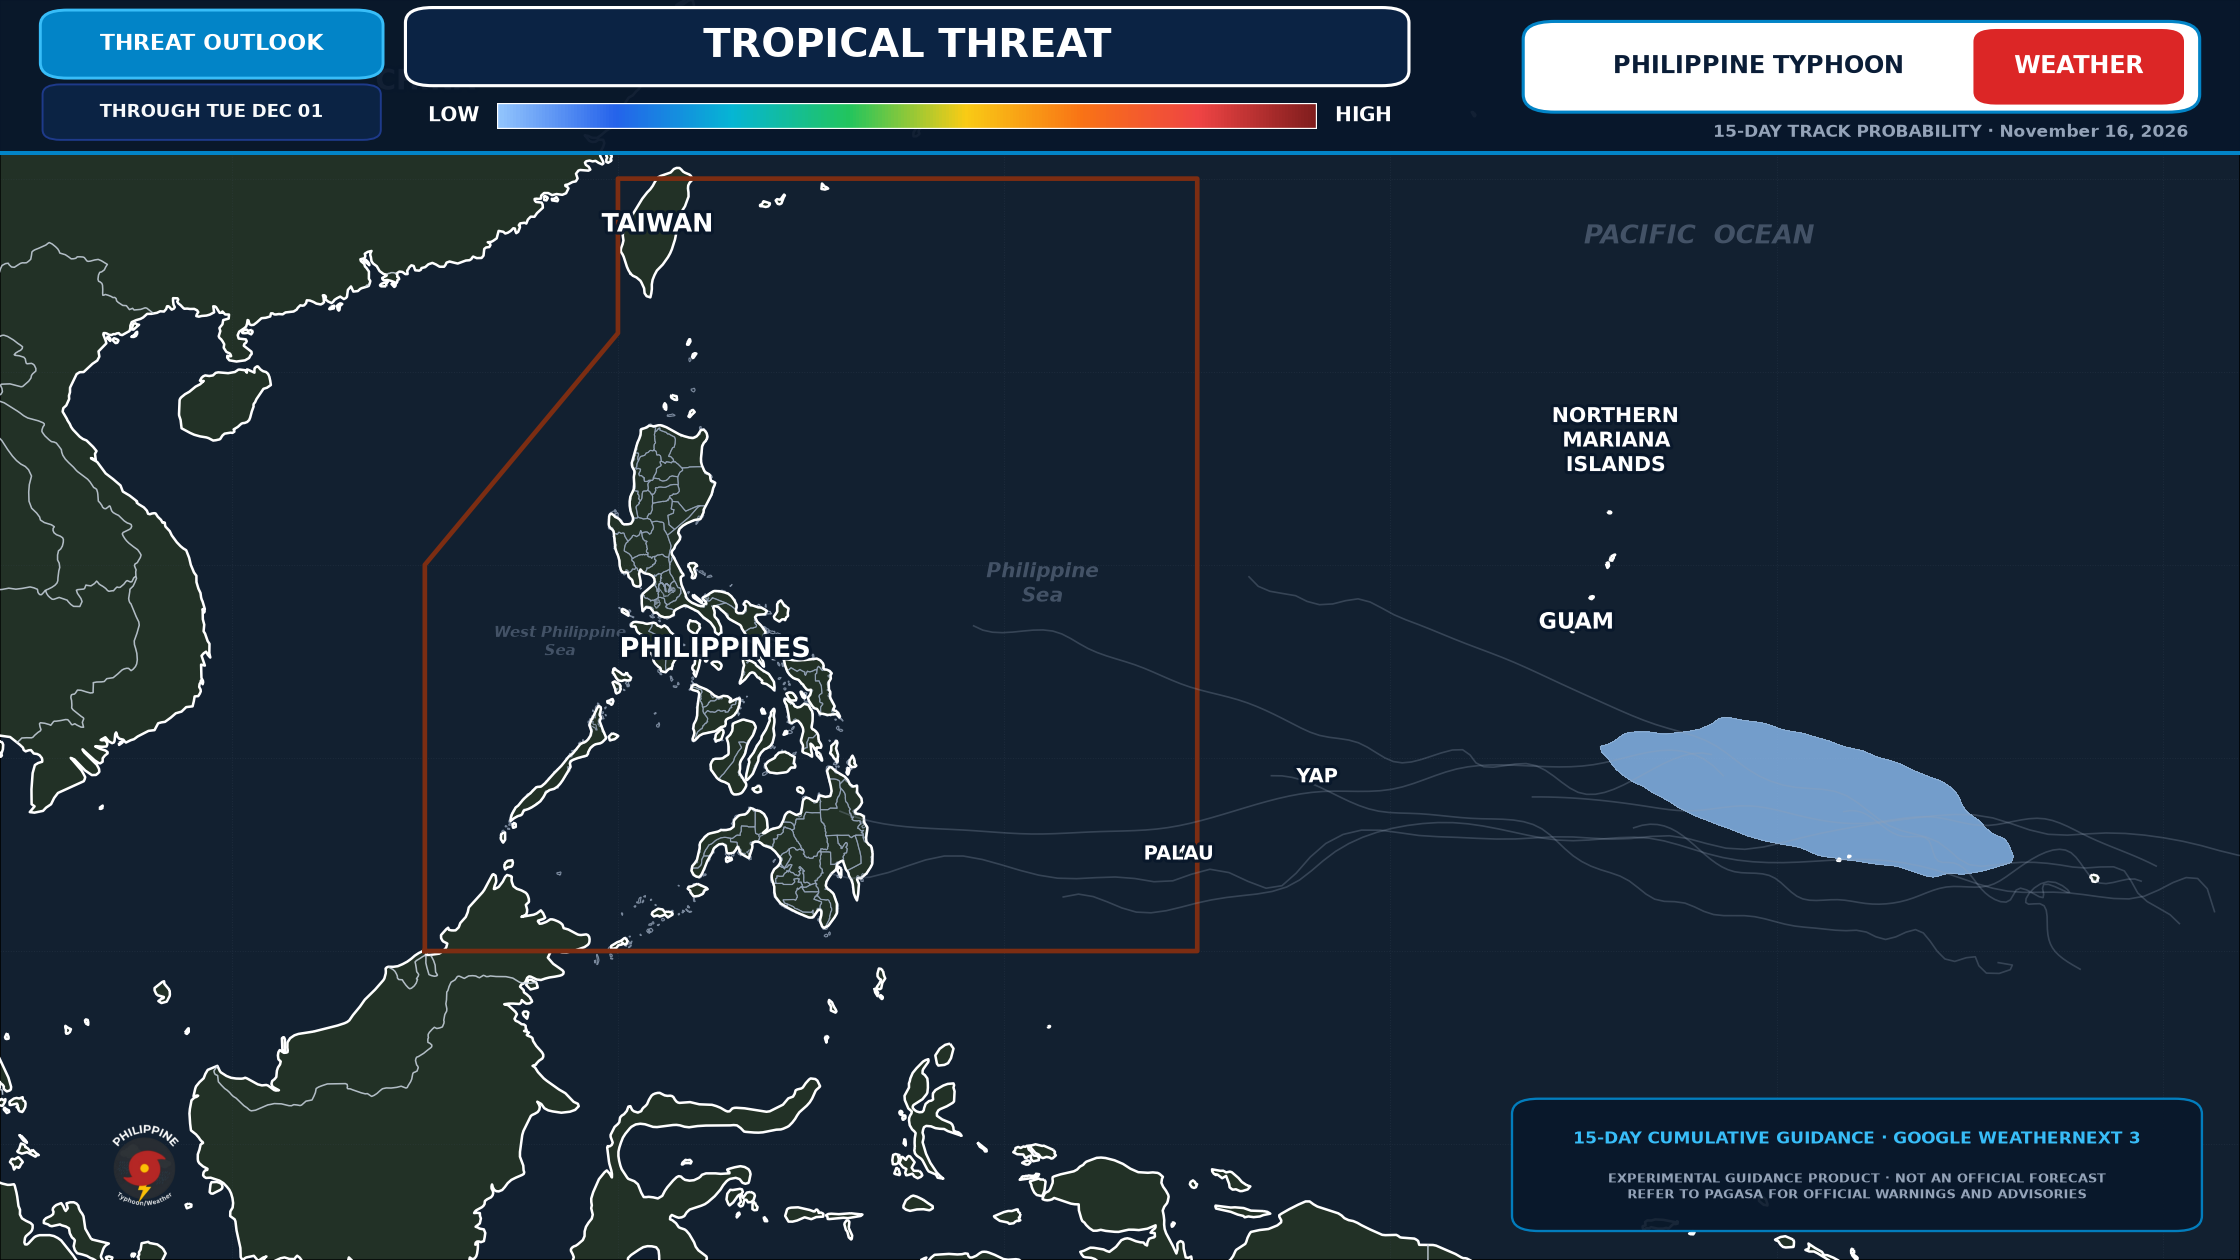 THREAT OUTLOOK
TROPICAL THREAT
PHILIPPINE TYPHOON WEATHER
THROUGH TUE DEC 01
LOW HIGH
15-DAY TRACK PROBABILITY · November 16, 2026
TAIWAN
PACIFIC OCEAN
NORTHERN
MARIANA
ISLANDS
Philippine
Sea
GUAM
West Philippine
Sea
PHILIPPINES
YAP
PALAU
PHILIPPINE
Typhoon/Weather
15-DAY CUMULATIVE GUIDANCE · GOOGLE WEATHERNEXT 3
EXPERIMENTAL GUIDANCE PRODUCT · NOT AN OFFICIAL FORECAST
REFER TO PAGASA FOR OFFICIAL WARNINGS AND ADVISORIES